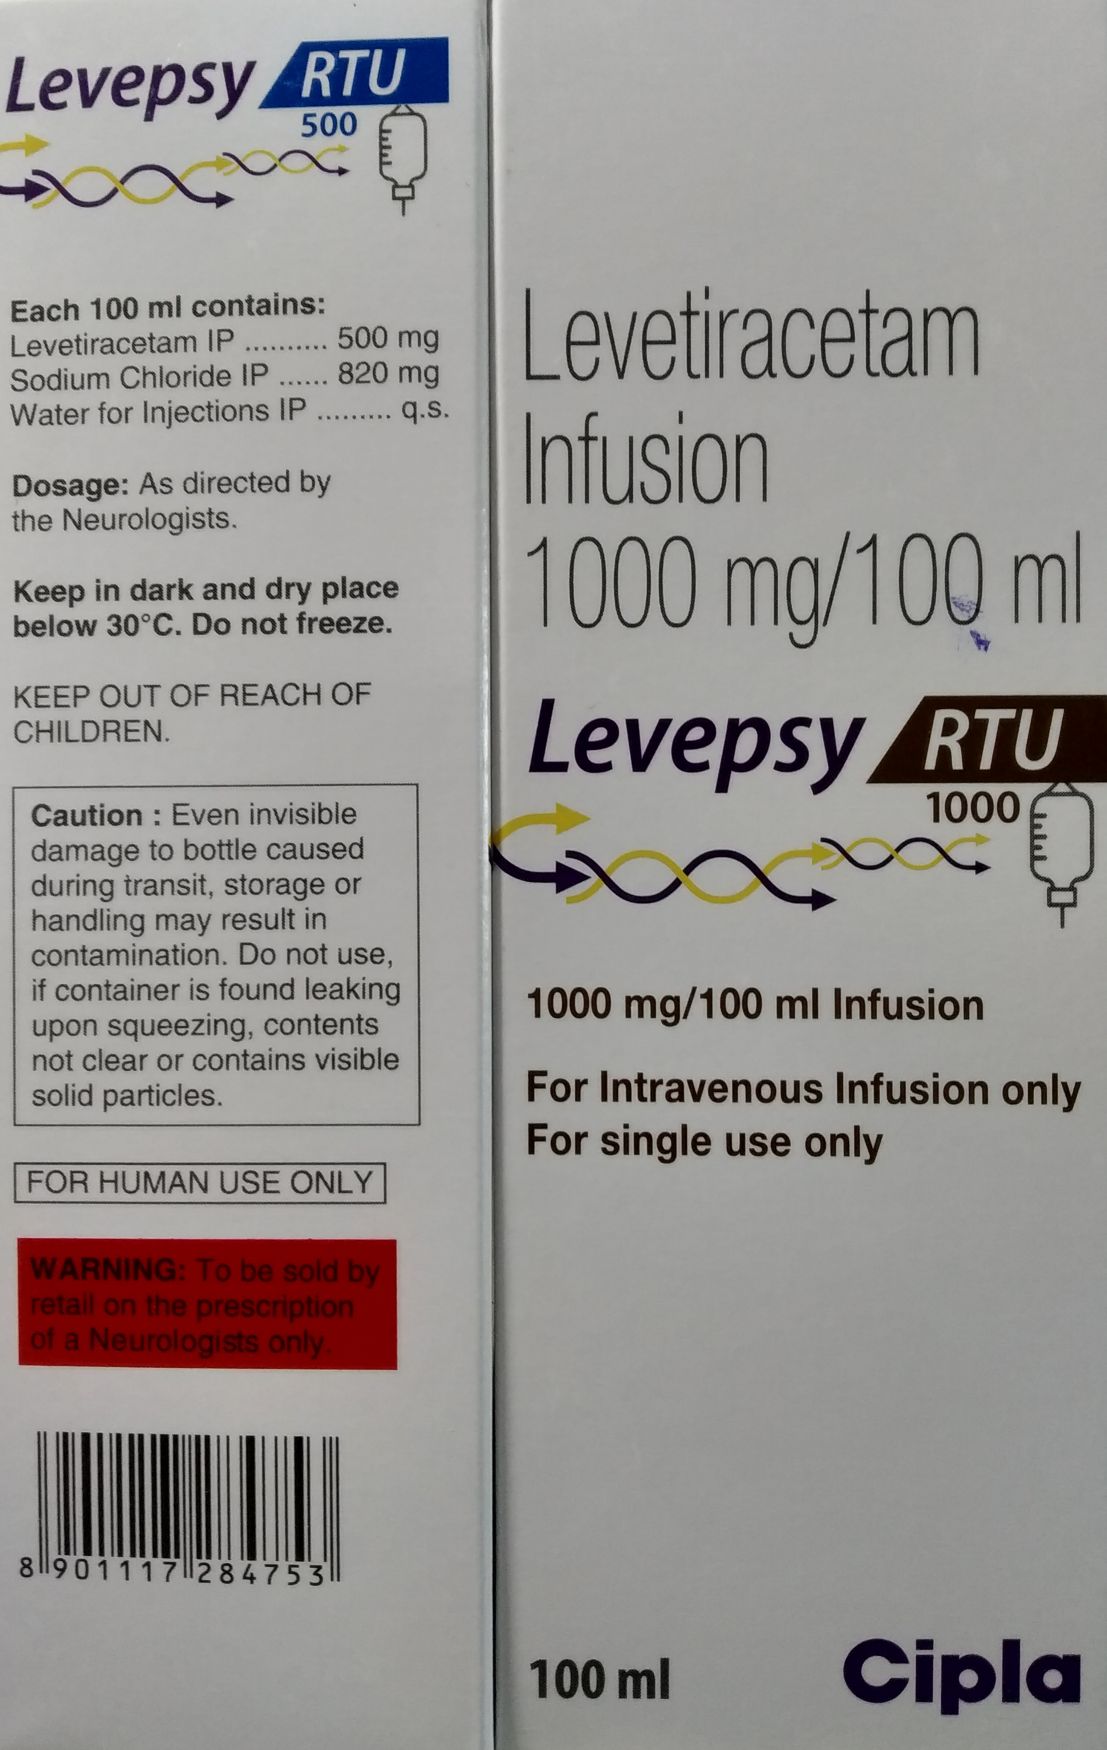 Levepsy RTU
500
Each 100 ml contains:
Levetiracetam IP .......... 500 mg
Sodium Chloride IP ...... 820 mg
Water for Injections IP ......... q.s.
Dosage: As directed by
the Neurologists.
Keep in dark and dry place
below 30°C. Do not freeze.
KEEP OUT OF REACH OF
CHILDREN.
Caution : Even invisible
damage to bottle caused
during transit, storage or
handling may result in
contamination. Do not use,
if container is found leaking
upon squeezing, contents
not clear or contains visible
solid particles.
FOR HUMAN USE ONLY
WARNING: To be sold by
retail on the prescription
of a Neurologists only.
8 901117 284753
Levetiracetam
Infusion
1000 mg/100 ml
Levepsy RTU
1000
1000 mg/100 ml Infusion
For Intravenous Infusion only
For single use only
100 ml
Cipla